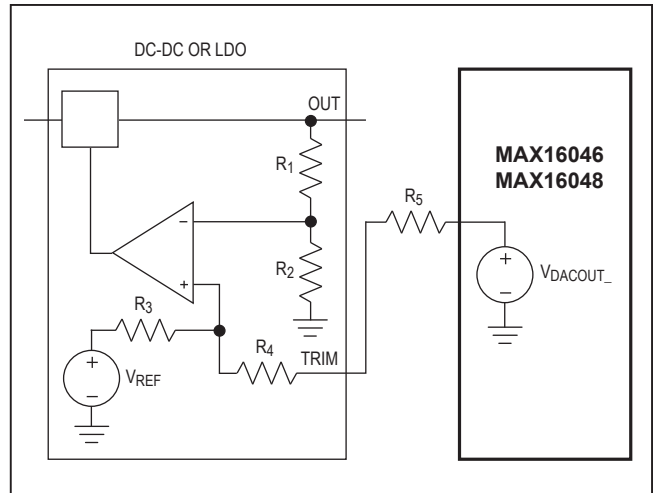 DC-DC OR LDO
OUT
R1
MAX16046
MAX16048
R5
−
R2
+
VDACOUT_
−
+
R3
R4
TRIM
+
VREF
−